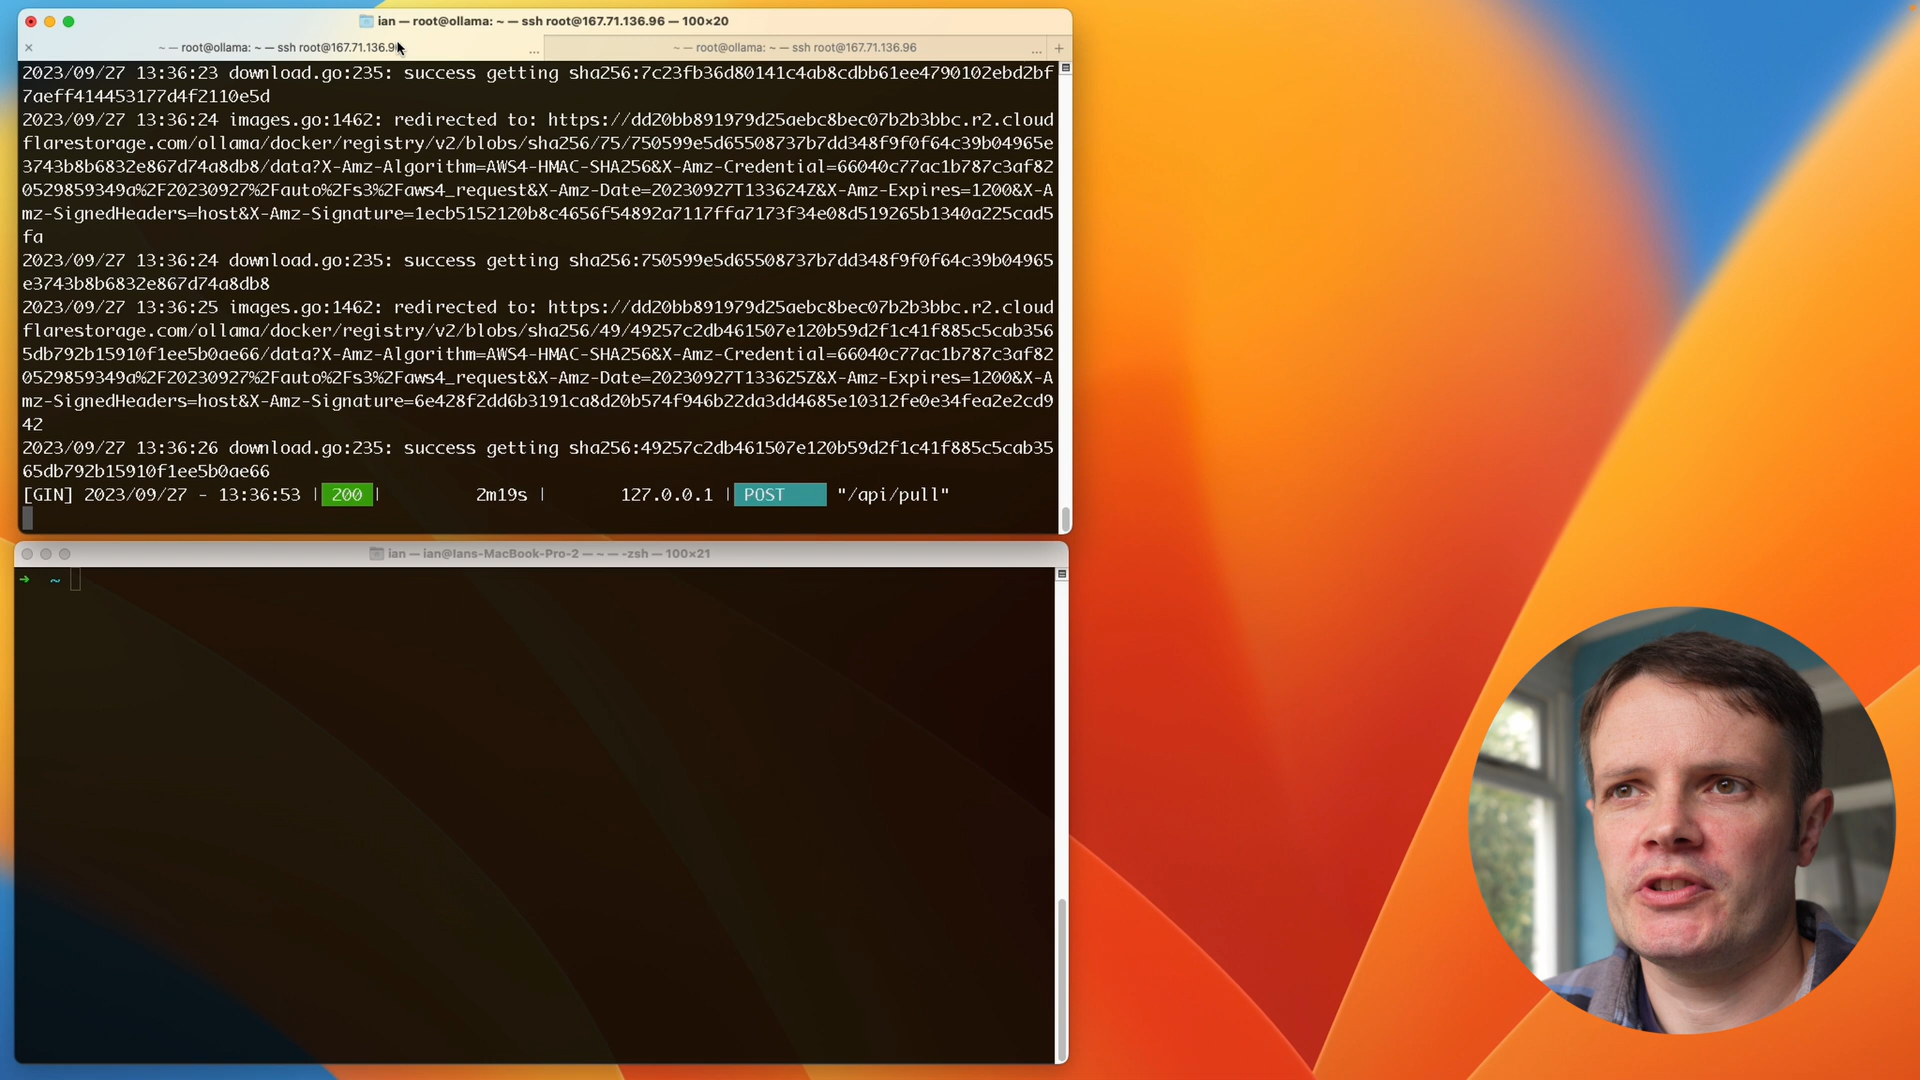 ian — root@ollama: ~ — ssh root@167.71.136.96 — 100×20
~ — root@ollama: ~ — ssh root@167.71.136.96 ... ~ — root@ollama: ~ — ssh root@167.71.136.96 ... +
2023/09/27 13:36:23 download.go:235: success getting sha256:7c23fb36d80141c4ab8cdbb61ee4790102ebd2bf
7aeff414453177d4f2110e5d
2023/09/27 13:36:24 images.go:1462: redirected to: https://dd20bb891979d25aebc8bec07b2b3bbc.r2.cloud
flarestorage.com/ollama/docker/registry/v2/blobs/sha256/75/750599e5d65508737b7dd348f9f0f64c39b04965e
3743b8b6832e867d74a8db8/data?X-Amz-Algorithm=AWS4-HMAC-SHA256&X-Amz-Credential=66040c77ac1b787c3af82
0529859349a%2F20230927%2Fauto%2Fs3%2Faws4_request&X-Amz-Date=20230927T133624Z&X-Amz-Expires=1200&X-A
mz-SignedHeaders=host&X-Amz-Signature=1ecb5152120b8c4656f54892a7117ffa7173f34e08d519265b1340a225cad5
fa
2023/09/27 13:36:24 download.go:235: success getting sha256:750599e5d65508737b7dd348f9f0f64c39b04965
e3743b8b6832e867d74a8db8
2023/09/27 13:36:25 images.go:1462: redirected to: https://dd20bb891979d25aebc8bec07b2b3bbc.r2.cloud
flarestorage.com/ollama/docker/registry/v2/blobs/sha256/49/49257c2db461507e120b59d2f1c41f885c5cab356
5db792b15910f1ee5b0ae66/data?X-Amz-Algorithm=AWS4-HMAC-SHA256&X-Amz-Credential=66040c77ac1b787c3af82
0529859349a%2F20230927%2Fauto%2Fs3%2Faws4_request&X-Amz-Date=20230927T133625Z&X-Amz-Expires=1200&X-A
mz-SignedHeaders=host&X-Amz-Signature=6e428f2dd6b3191ca8d20b574f946b22da3dd4685e10312fe0e34fea2e2cd9
42
2023/09/27 13:36:26 download.go:235: success getting sha256:49257c2db461507e120b59d2f1c41f885c5cab35
65db792b15910f1ee5b0ae66
[GIN] 2023/09/27 - 13:36:53 | 200 | 2m19s | 127.0.0.1 | POST "/api/pull"
ian — ian@Ians-MacBook-Pro-2 — ~ — -zsh — 100×21
➜ ~